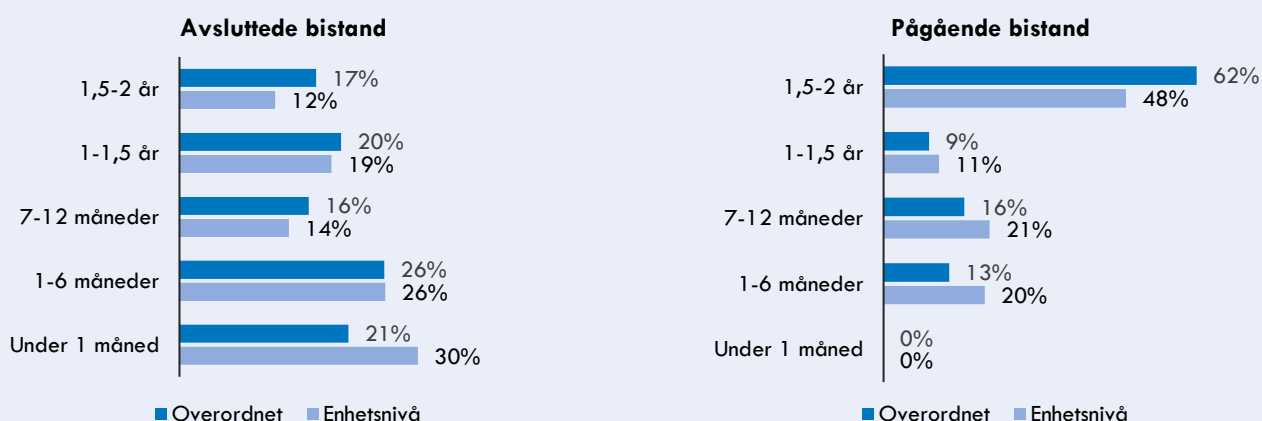 Avsluttede bistand
1,5-2 år
17%
12%
1-1,5 år
20%
19%
7-12 måneder
16%
14%
1-6 måneder
26%
26%
Under 1 måned
21%
30%
Overordnet Enhetsnivå
Pågående bistand
1,5-2 år
62%
48%
1-1,5 år
9%
11%
7-12 måneder
16%
21%
1-6 måneder
13%
20%
Under 1 måned
0%
0%
Overordnet Enhetsnivå